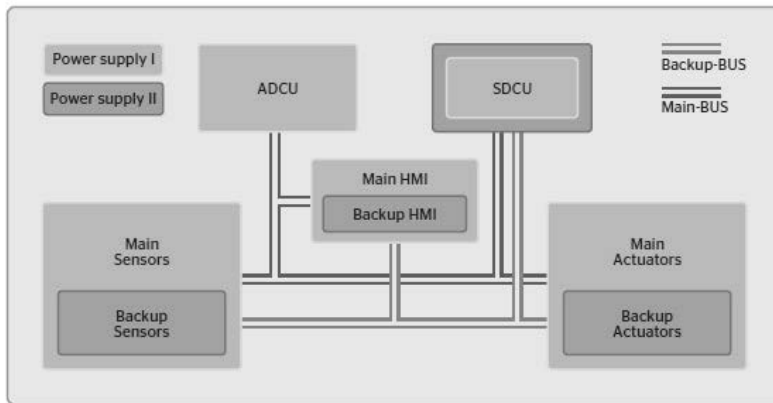 Power supply I
Power supply II
ADCU
SDCU
Backup-BUS
Main-BUS
Main HMI
Backup HMI
Main
Sensors
Backup
Sensors
Main
Actuators
Backup
Actuators